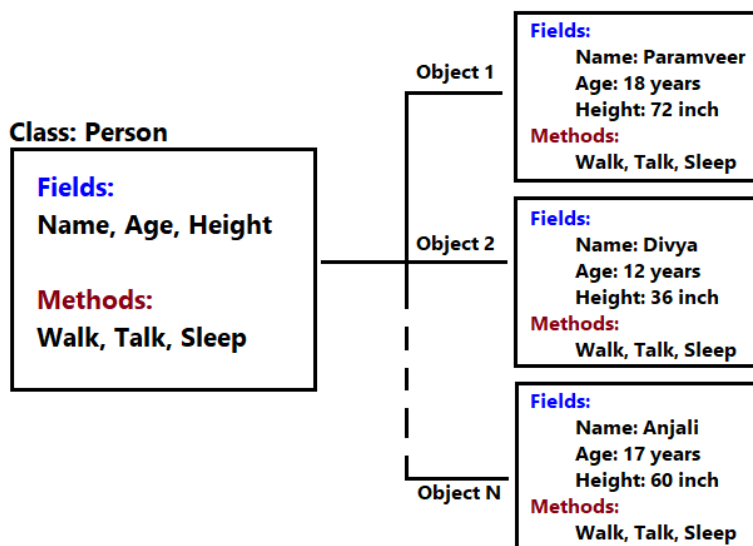 Class: Person
Fields:
Name, Age, Height
Methods:
Walk, Talk, Sleep
Object 1
Fields:
Name: Paramveer
Age: 18 years
Height: 72 inch
Methods:
Walk, Talk, Sleep
Object 2
Fields:
Name: Divya
Age: 12 years
Height: 36 inch
Methods:
Walk, Talk, Sleep
Object N
Fields:
Name: Anjali
Age: 17 years
Height: 60 inch
Methods:
Walk, Talk, Sleep